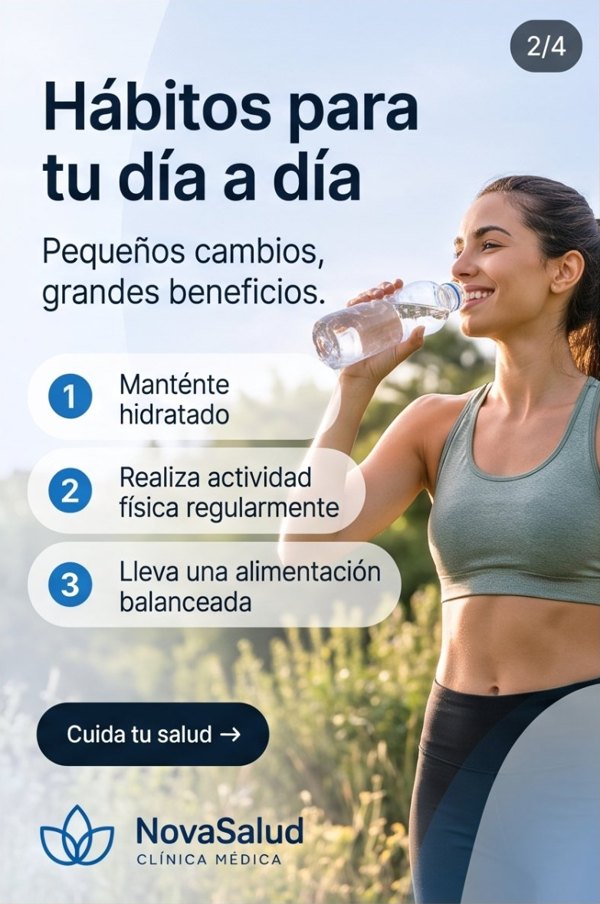 2/4
Hábitos para
tu día a día
Pequeños cambios,
grandes beneficios.
1 Manténte
hidratado
2 Realiza actividad
física regularmente
3 Lleva una alimentación
balanceada
Cuida tu salud →
NovaSalud
CLÍNICA MÉDICA